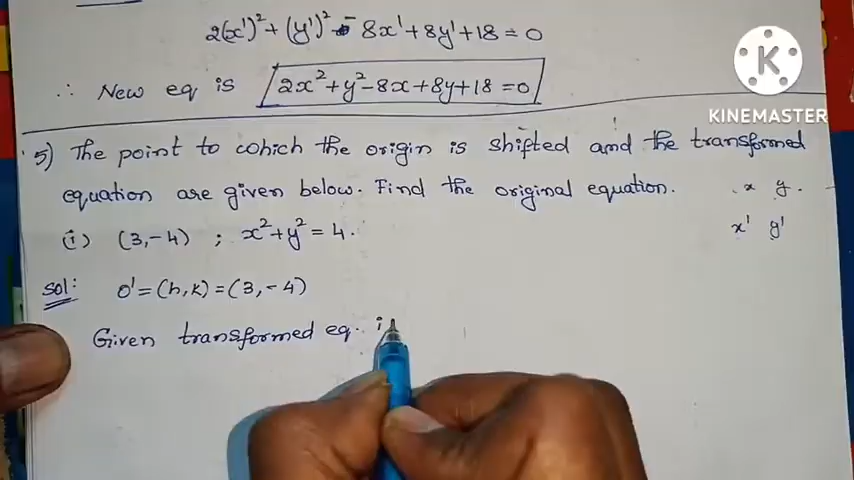 2(x')² + (y')² - 8x' + 8y' + 18 = 0
∴ New eq is 2x² + y² - 8x + 8y + 18 = 0
K
KINEMASTER
5) The point to which the origin is shifted and the transformed
equation are given below. Find the original equation.
x y.
(i) (3, -4) ; x² + y² = 4.
x' y'
Sol: O' = (h, k) = (3, -4)
Given transformed eq. i